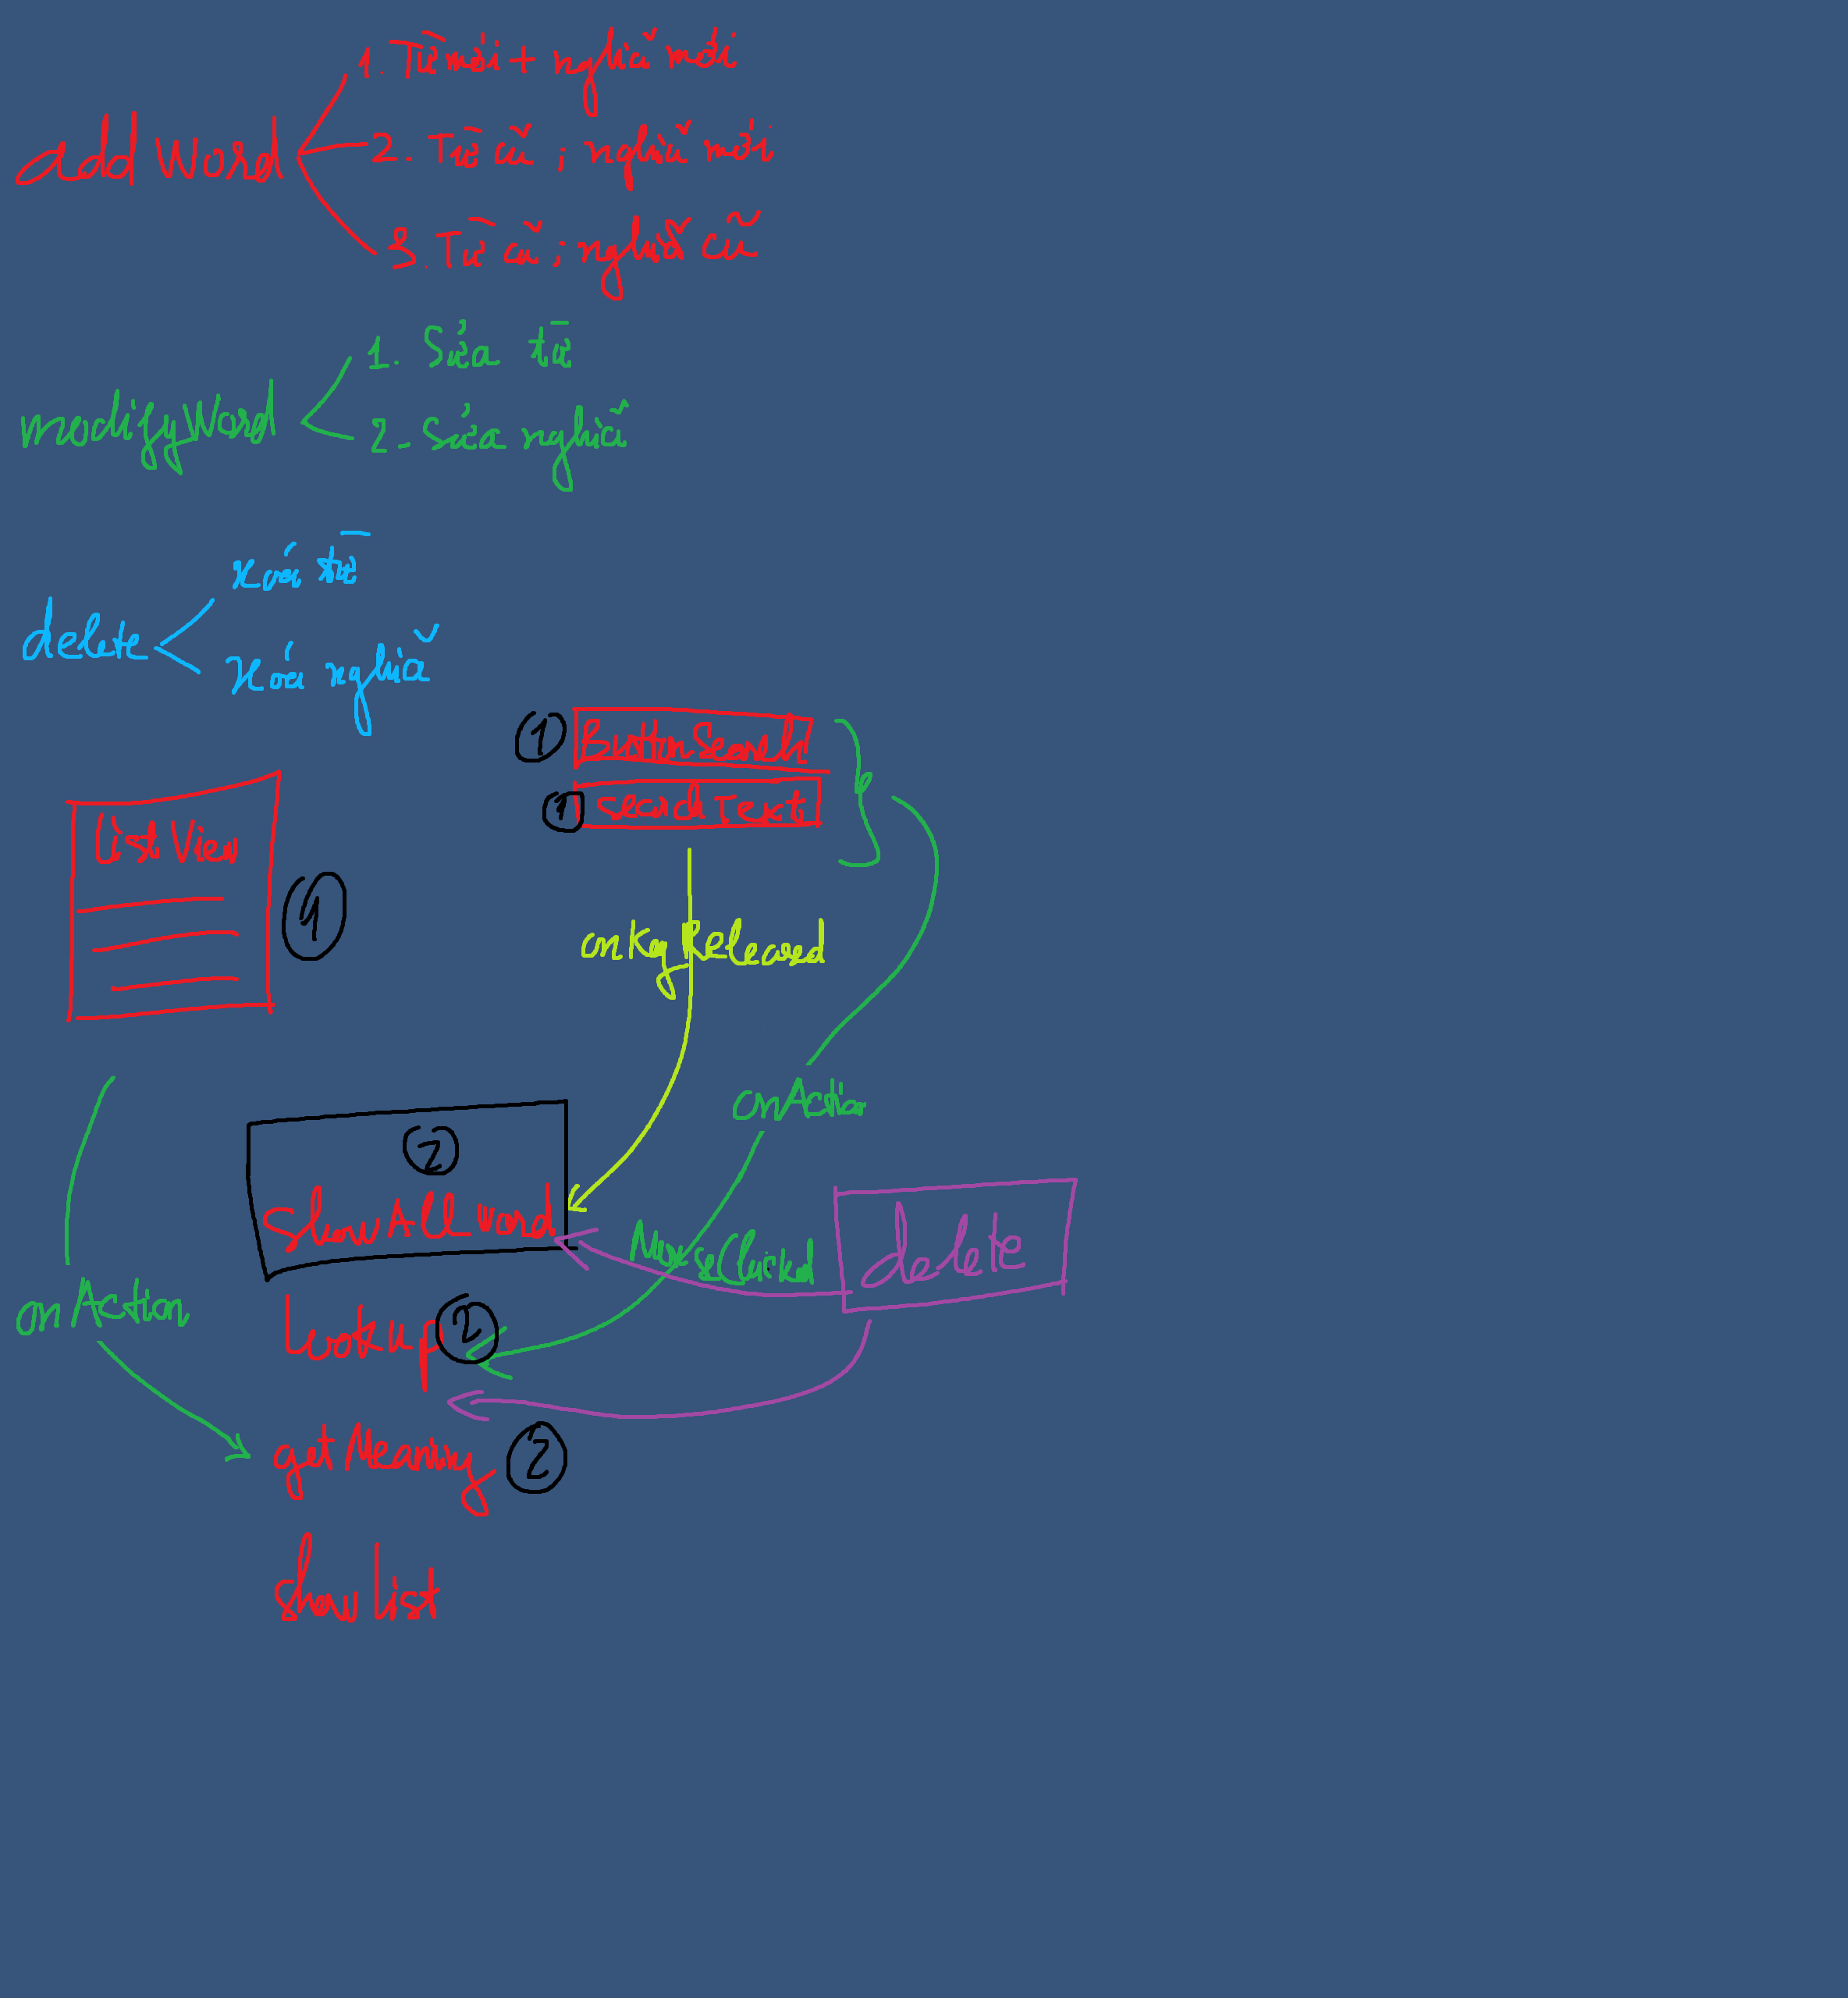 1. Từ mới + nghĩa mới
add Word
2. Từ cũ ; nghĩa mới
3. Từ cũ ; nghĩa cũ
1. Sửa từ
modifyWord
2. Sửa nghĩa
xoá từ
delete
xoá nghĩa
1 ButtonSearch
1 search Text
List View
1
onKeyReleased
onAction
2
ShowAllword
MouseClicked
delete
onAction
lookup 2
getMeaning 2
show list